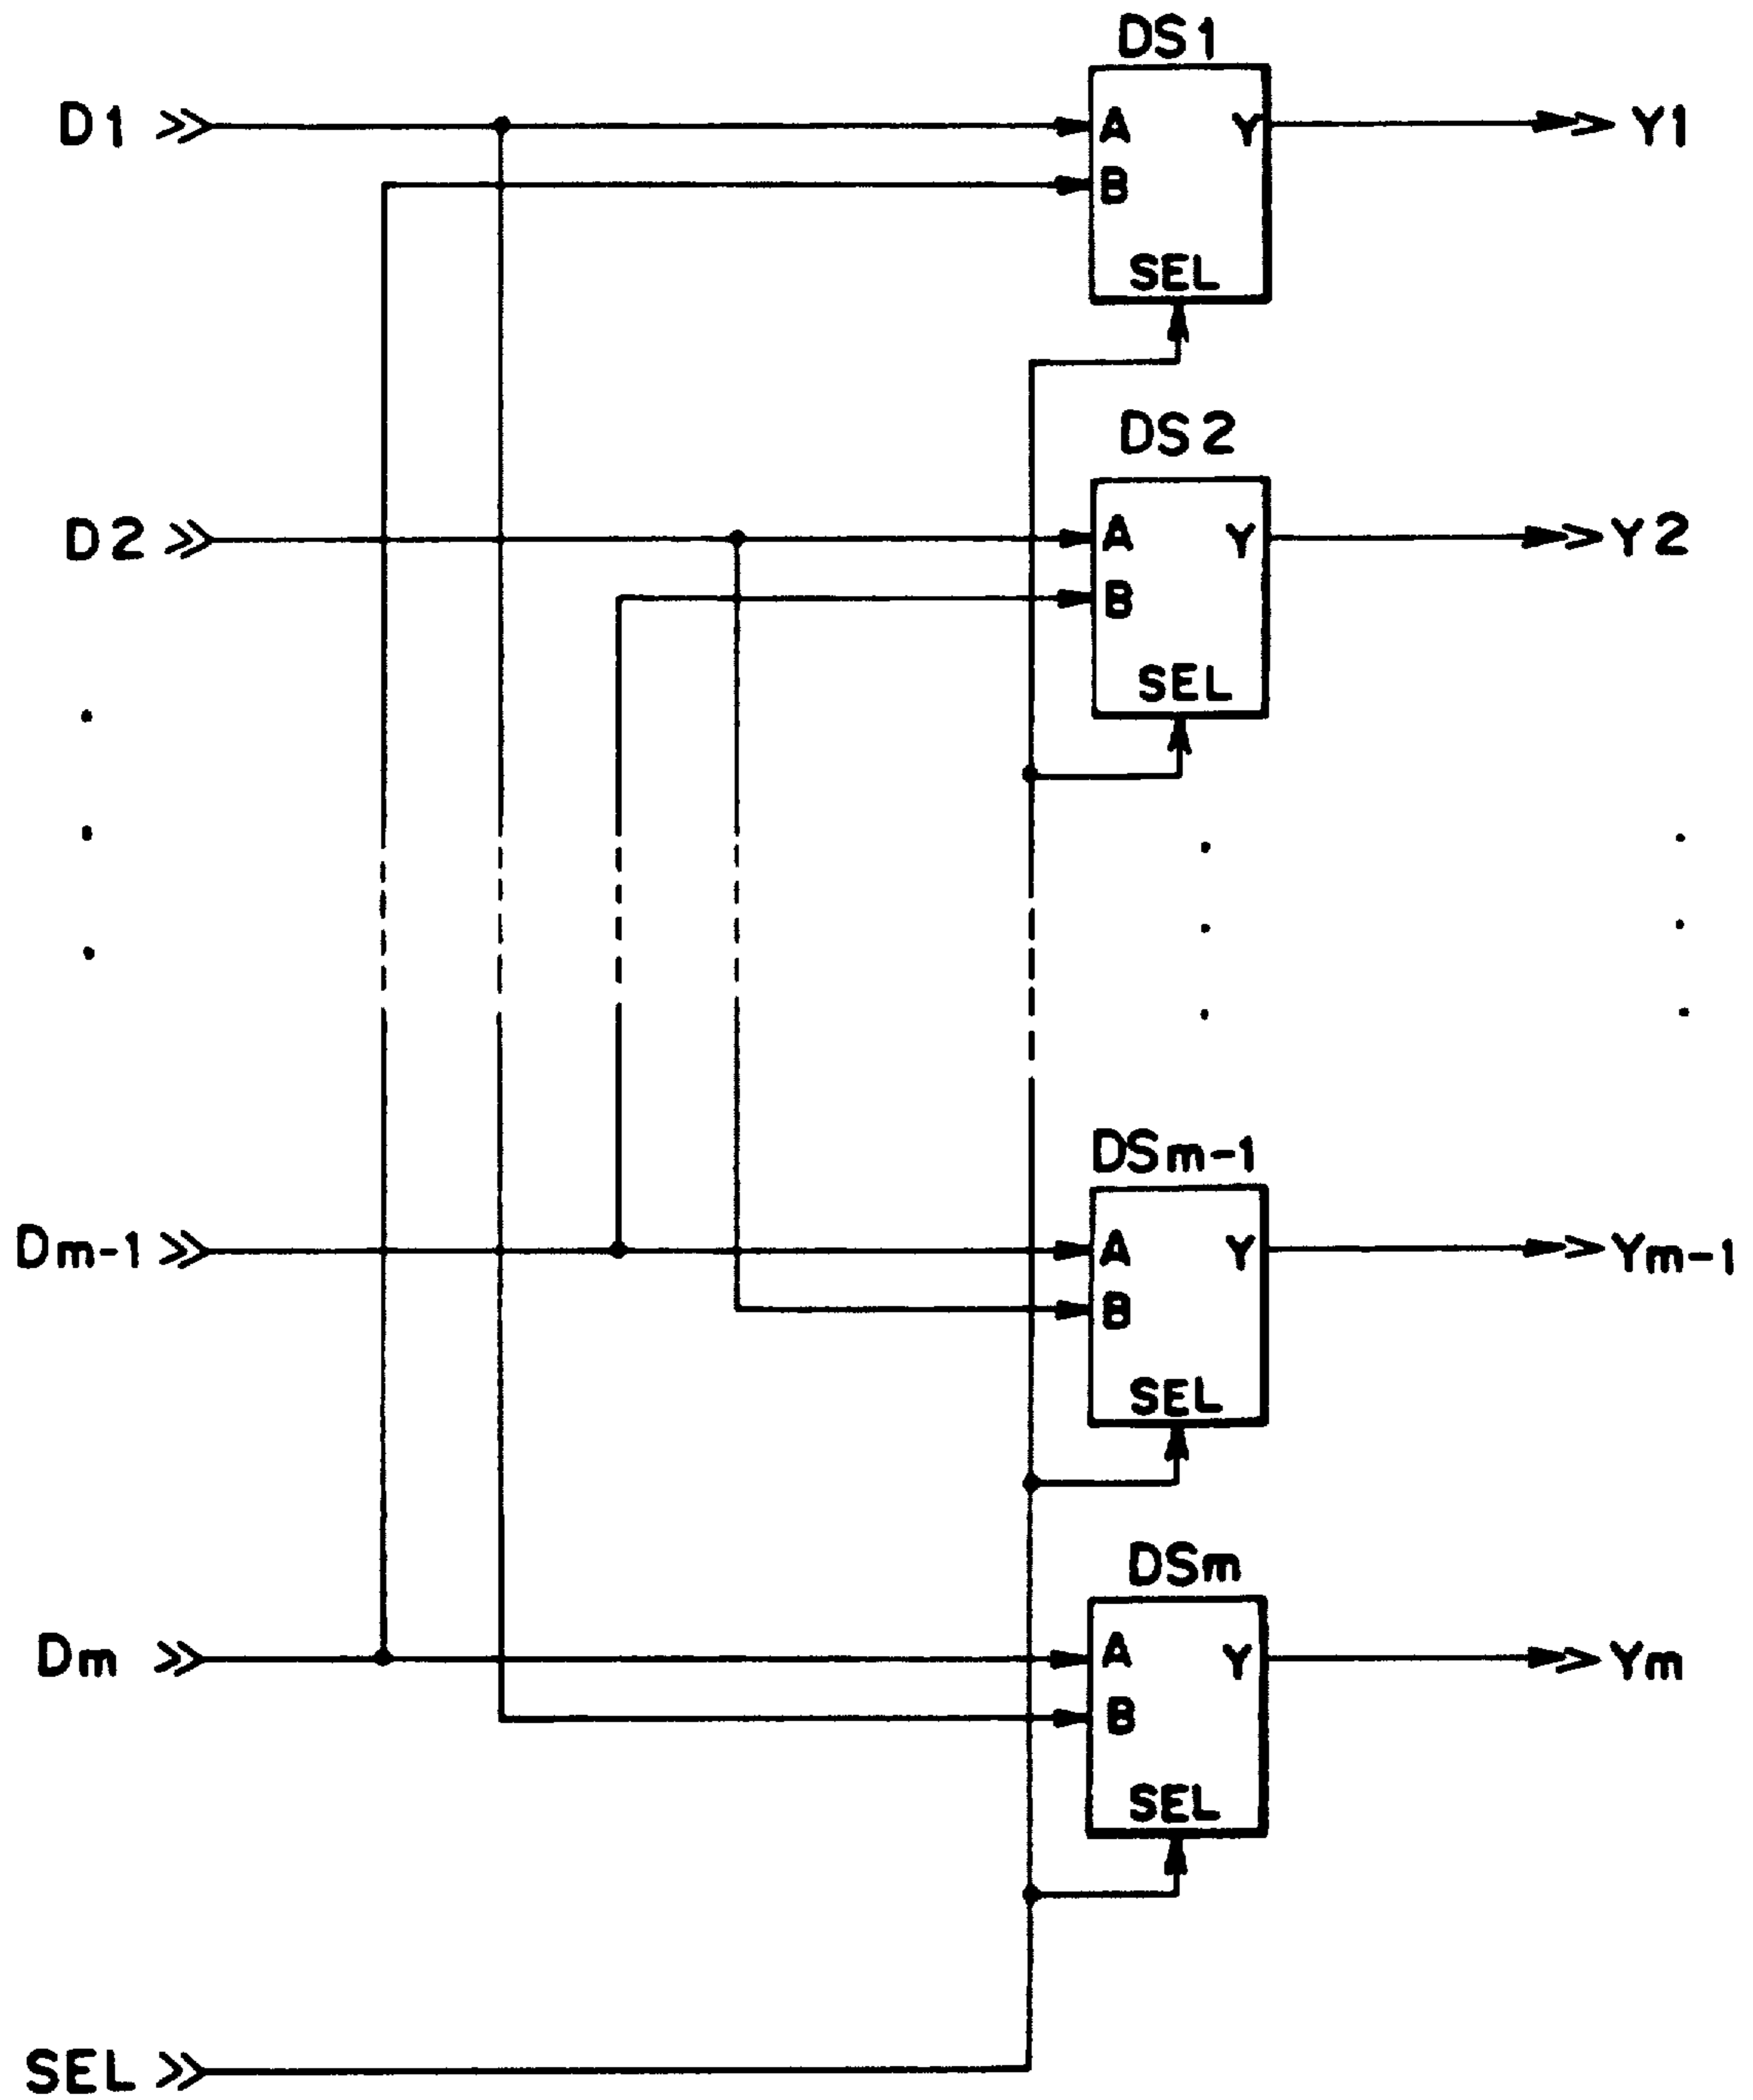 DS1
D1 A Y Y1
B
SEL
DS2
D2 A Y Y2
B
SEL
DSm-1
Dm-1 A Y Ym-1
B
SEL
DSm
Dm A Y Ym
B
SEL
SEL